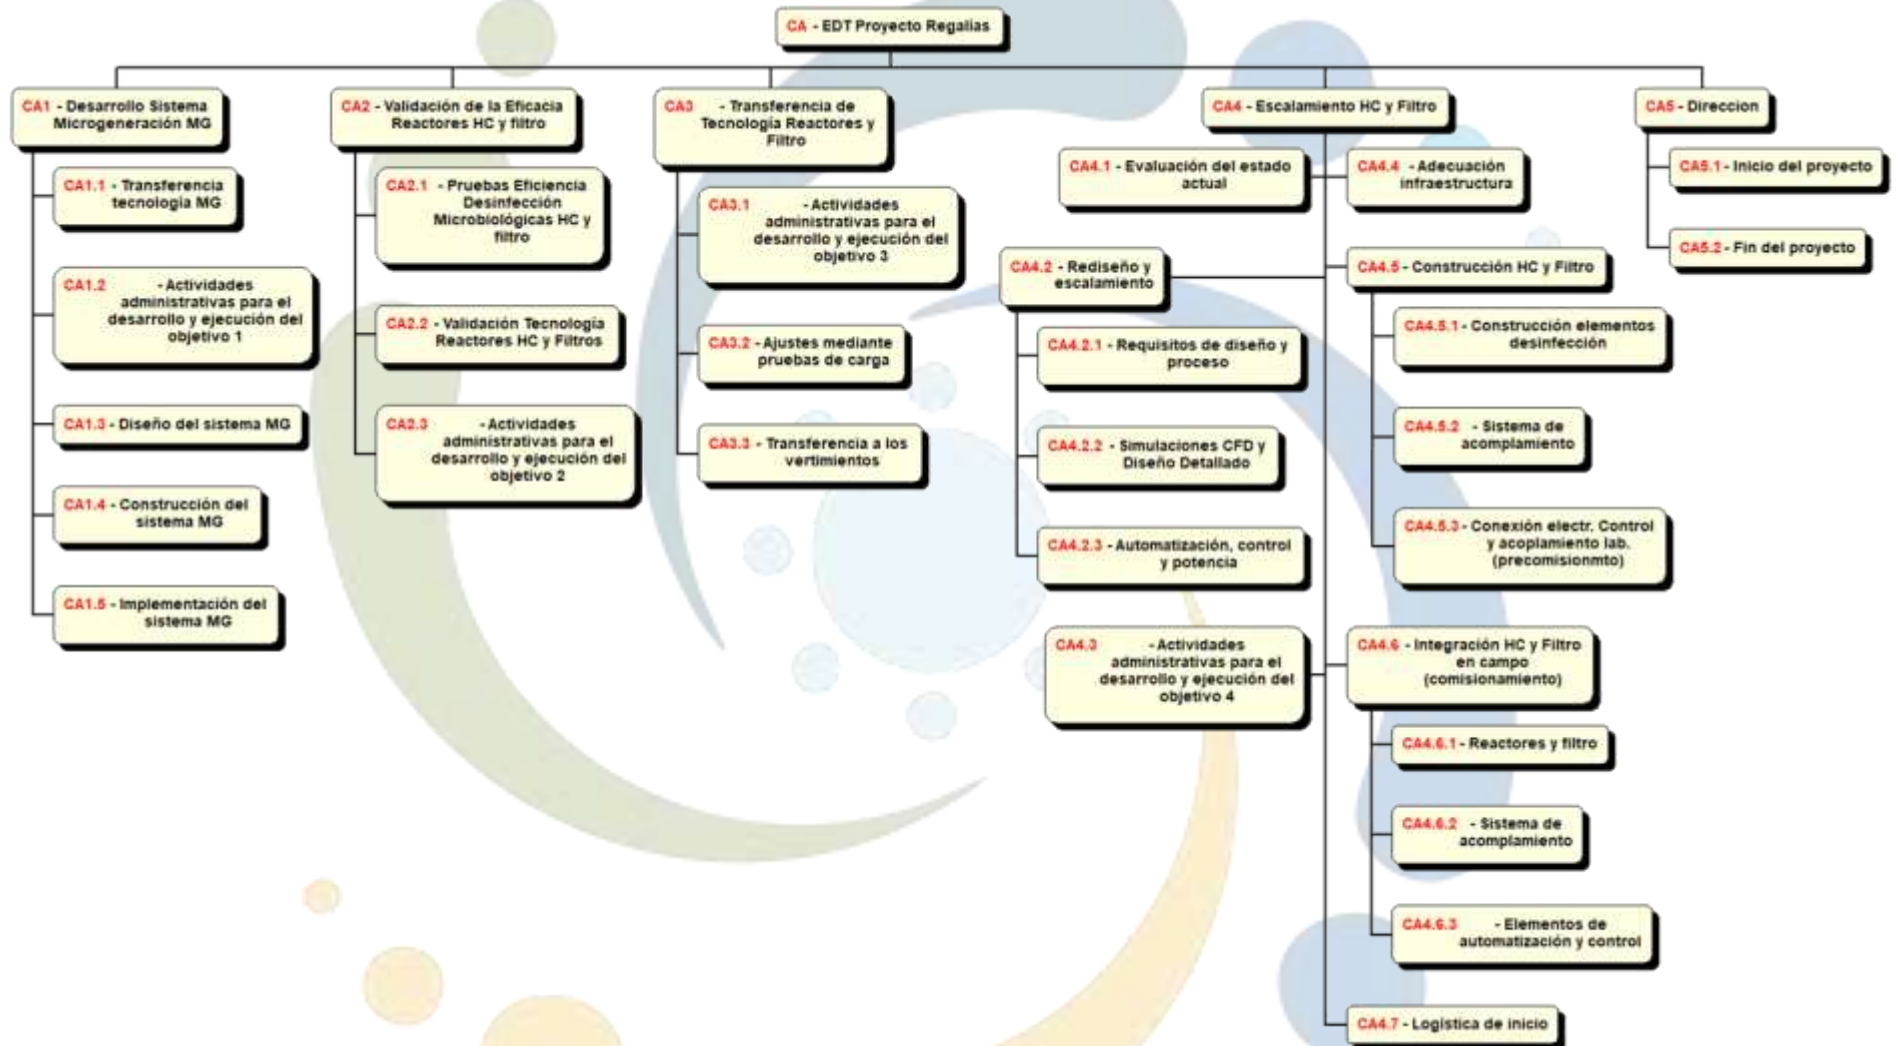 CA - EDT Proyecto Regalías
CA1 - Desarrollo Sistema
Microgeneración MG
CA1.1 - Transferencia
tecnología MG
CA1.2 - Actividades
administrativas para el
desarrollo y ejecución del
objetivo 1
CA1.3 - Diseño del sistema MG
CA1.4 - Construcción del
sistema MG
CA1.5 - Implementación del
sistema MG
CA2 - Validación de la Eficacia
Reactores HC y filtro
CA2.1 - Pruebas Eficiencia
Desinfección
Microbiológicas HC y
filtro
CA2.2 - Validación Tecnología
Reactores HC y Filtros
CA2.3 - Actividades
administrativas para el
desarrollo y ejecución del
objetivo 2
CA3 - Transferencia de
Tecnología Reactores y
Filtro
CA3.1 - Actividades
administrativas para el
desarrollo y ejecución del
objetivo 3
CA3.2 - Ajustes mediante
pruebas de carga
CA3.3 - Transferencia a los
vertimientos
CA4 - Escalamiento HC y Filtro
CA4.1 - Evaluación del estado
actual
CA4.2 - Rediseño y
escalamiento
CA4.2.1 - Requisitos de diseño y
proceso
CA4.2.2 - Simulaciones CFD y
Diseño Detallado
CA4.2.3 - Automatización, control
y potencia
CA4.3 - Actividades
administrativas para el
desarrollo y ejecución del
objetivo 4
CA4.4 - Adecuación
infraestructura
CA4.5 - Construcción HC y Filtro
CA4.5.1 - Construcción elementos
desinfección
CA4.5.2 - Sistema de
acomplamiento
CA4.5.3 - Conexión electr. Control
y acoplamiento lab.
(precomisionmto)
CA4.6 - Integración HC y Filtro
en campo
(comisionamiento)
CA4.6.1 - Reactores y filtro
CA4.6.2 - Sistema de
acomplamiento
CA4.6.3 - Elementos de
automatización y control
CA4.7 - Logística de inicio
CA5 - Direccion
CA5.1 - Inicio del proyecto
CA5.2 - Fin del proyecto